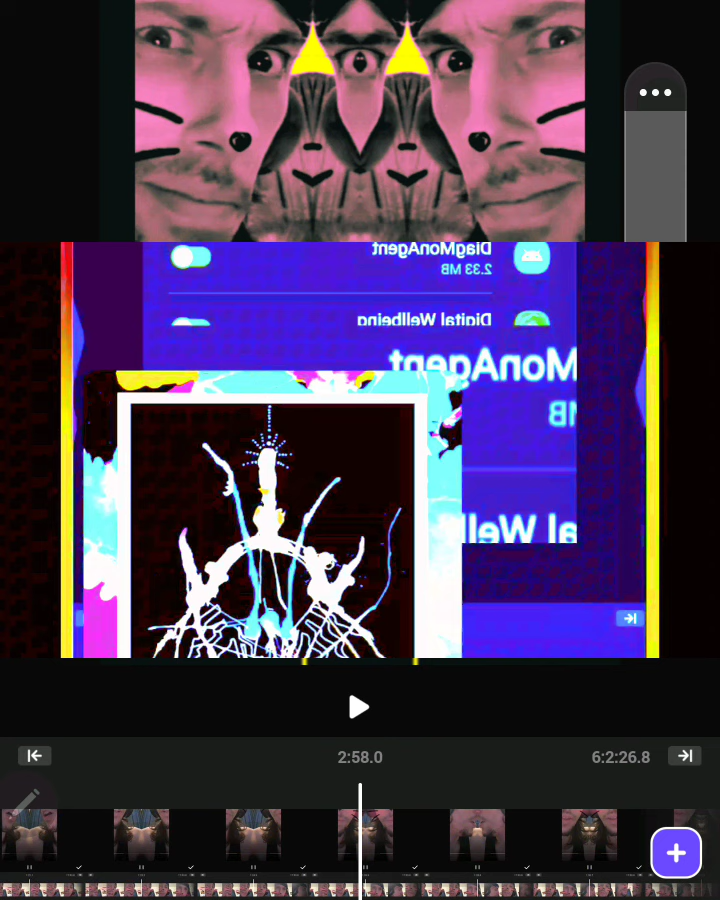 DiagMonAgent
2.33 MB
Digital Wellbeing
MonAgent
MB
al Well
2:58.0
6:2:26.8